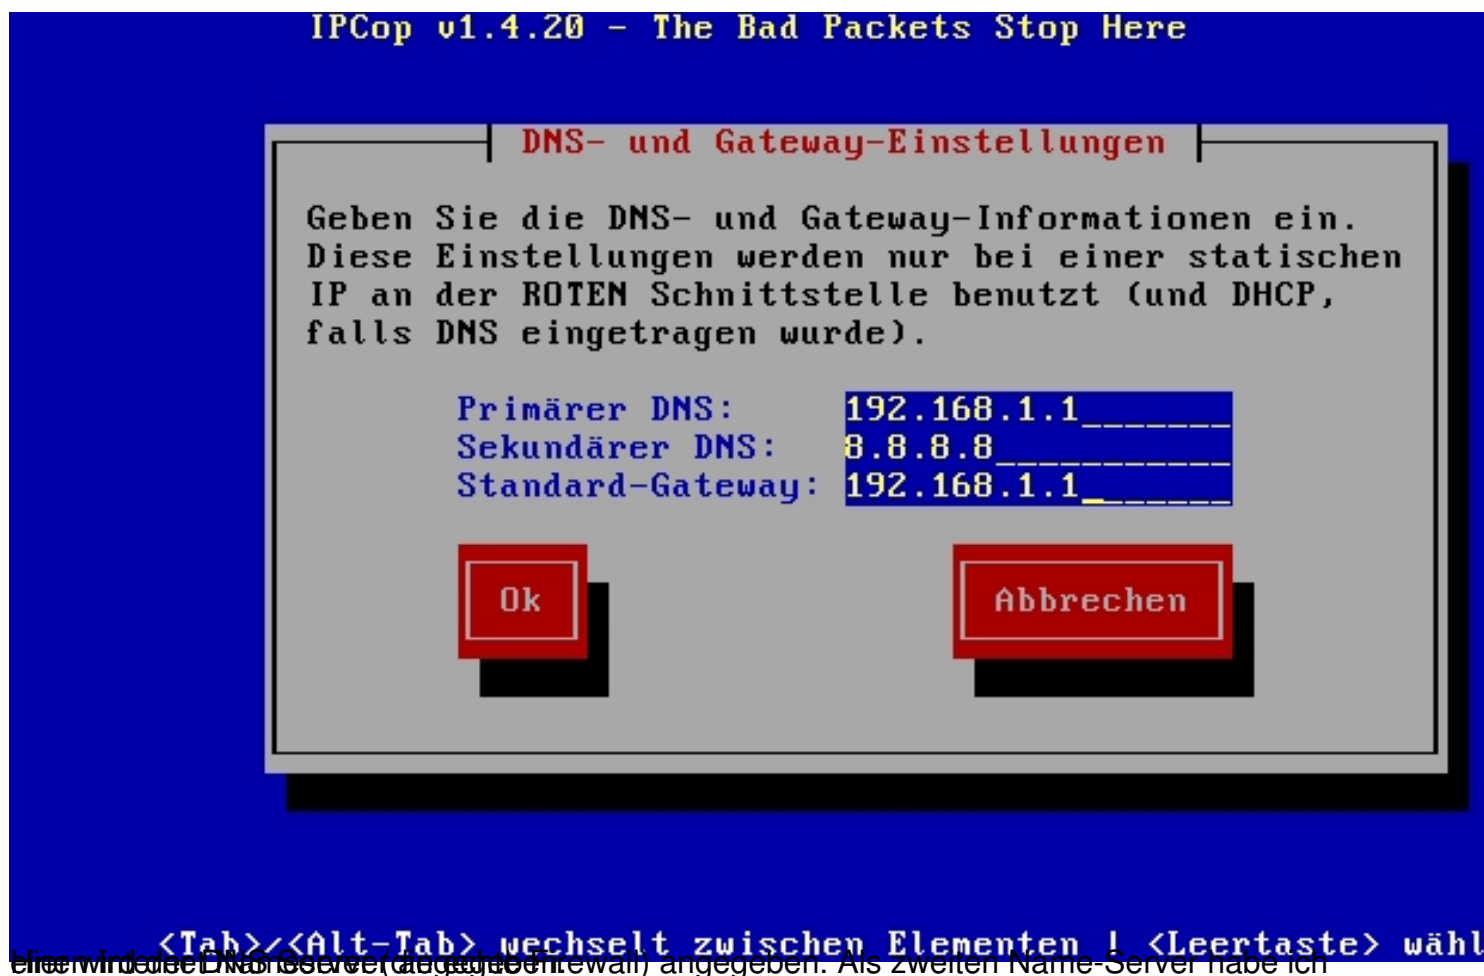 IPCop v1.4.20 - The Bad Packets Stop Here
DNS- und Gateway-Einstellungen
Geben Sie die DNS- und Gateway-Informationen ein.
Diese Einstellungen werden nur bei einer statischen
IP an der ROTEN Schnittstelle benutzt (und DHCP,
falls DNS eingetragen wurde).
Primärer DNS: 192.168.1.1_______
Sekundärer DNS: 8.8.8.8___________
Standard-Gateway: 192.168.1.1_______
Ok Abbrechen
<Tab>/<Alt-Tab> wechselt zwischen Elementen | <Leertaste> wähl
angegeben. Als zweiten Name-Server habe ich